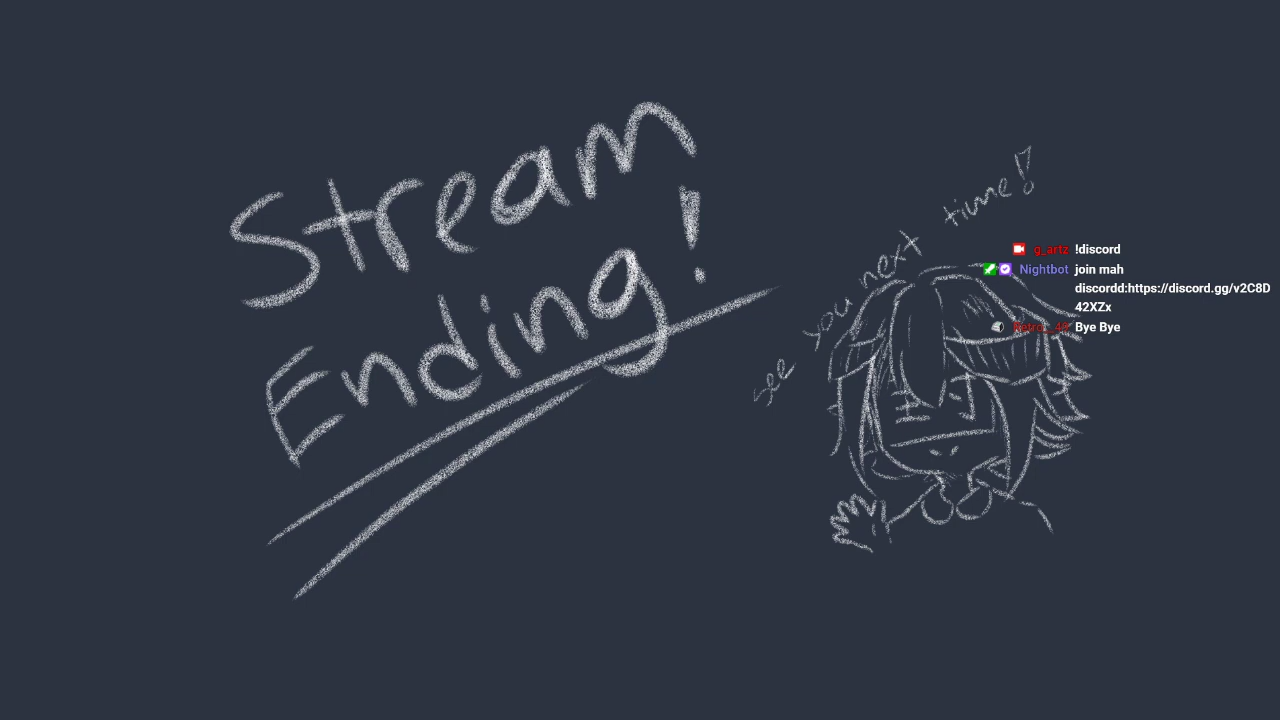 Stream
Ending!
see you next time!
g_artz !discord
Nightbot join mah
discordd:https://discord.gg/v2C8D
42XZx
Bye Bye